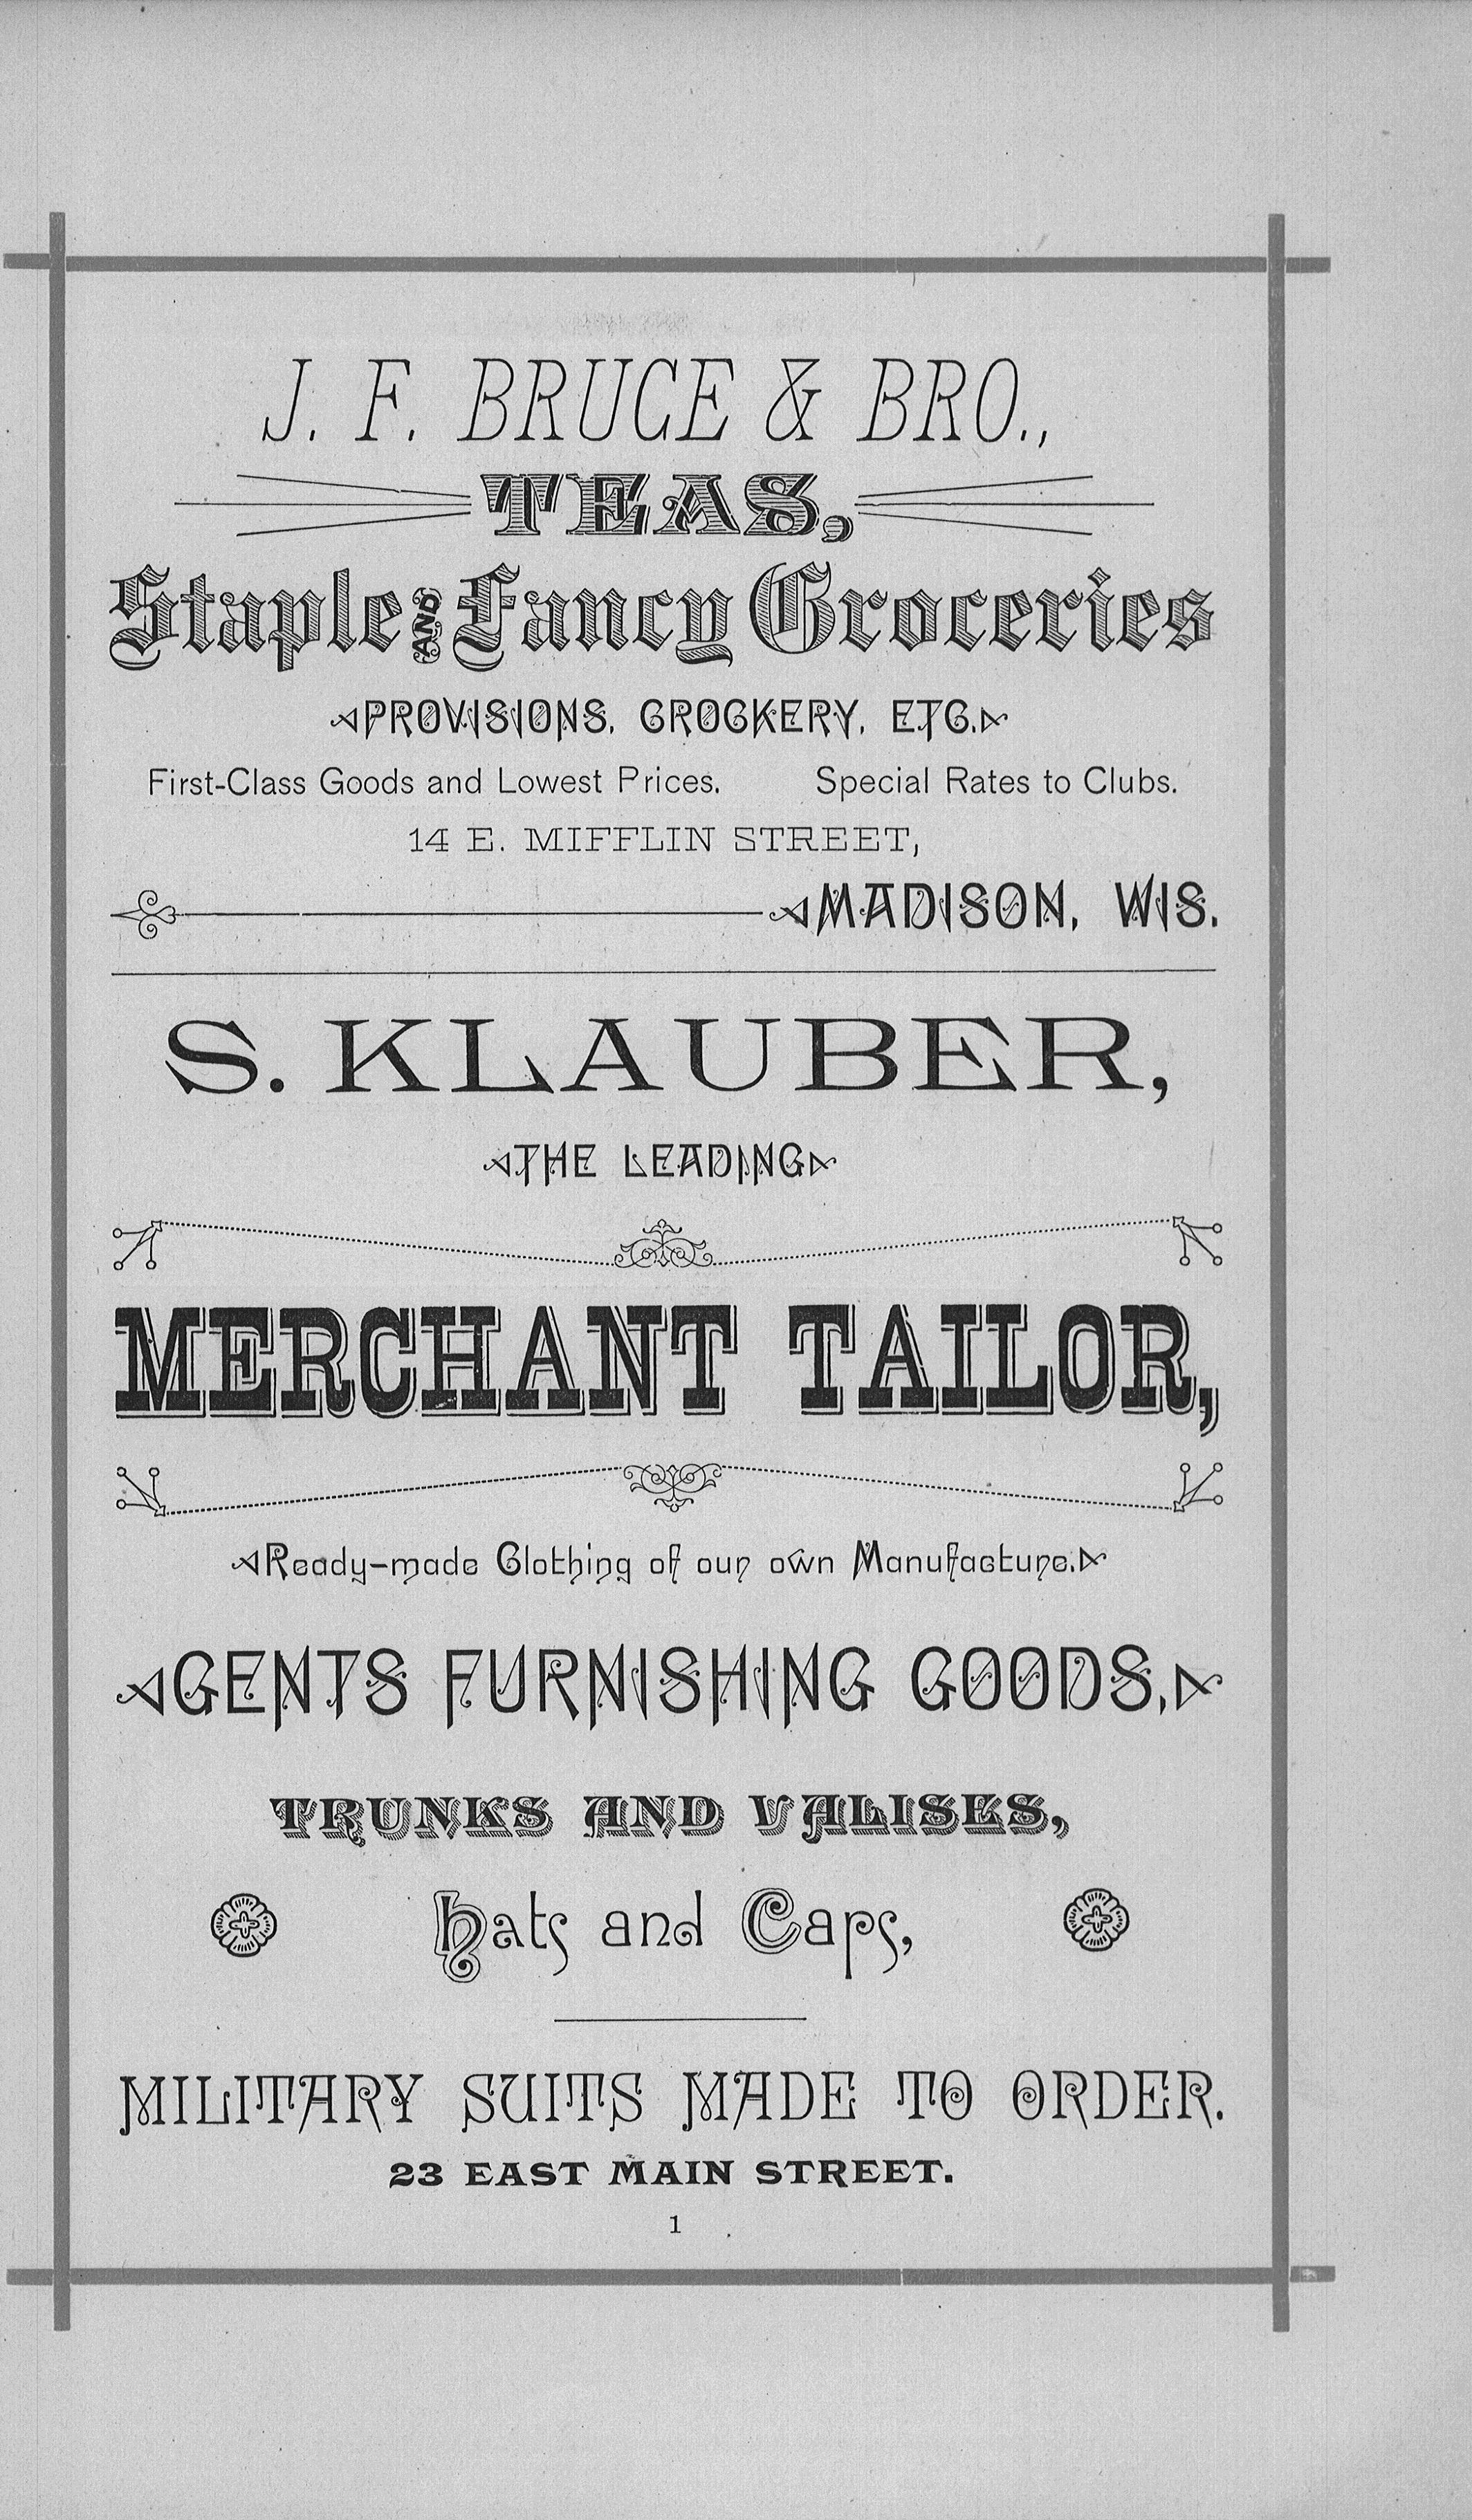 J. F. BRUCE & BRO.,
TEAS,
Staple AND Fancy Groceries
PROVISIONS, CROCKERY, ETC.
First-Class Goods and Lowest Prices. Special Rates to Clubs.
14 E. MIFFLIN STREET,
MADISON, WIS.
S. KLAUBER,
THE LEADING
MERCHANT TAILOR,
Ready-made Clothing of our own Manufacture.
GENTS FURNISHING GOODS,
TRUNKS AND VALISES,
Hats and Caps,
MILITARY SUITS MADE TO ORDER.
23 EAST MAIN STREET.
1